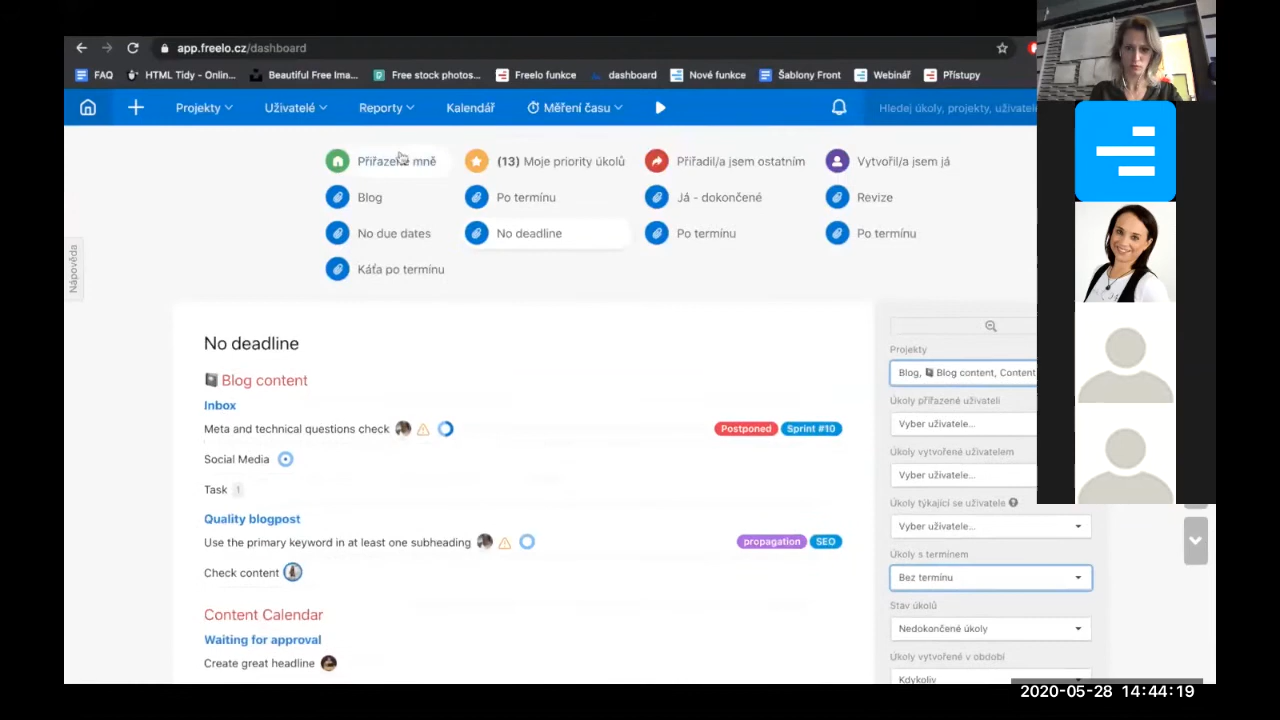 app.freelo.cz/dashboard
FAQ HTML Tidy - Onlin... Beautiful Free Ima... Free stock photos... Freelo funkce dashboard Nové funkce Šablony Front Webinář Přístupy
Projekty Uživatelé Reporty Kalendář Měření času Hledej úkoly, projekty, uživatele
Přiřazené mně (13) Moje priority úkolů Přiřadil/a jsem ostatním Vytvořil/a jsem já
Blog Po termínu Já - dokončené Revize
No due dates No deadline Po termínu Po termínu
Káťa po termínu
Nápověda
No deadline
Blog content
Inbox
Meta and technical questions check Postponed Sprint #10
Social Media
Task 1
Quality blogpost
Use the primary keyword in at least one subheading propagation SEO
Check content
Content Calendar
Waiting for approval
Create great headline
Projekty
Blog, Blog content, Content
Úkoly přiřazené uživateli
Vyber uživatele...
Úkoly vytvořené uživatelem
Vyber uživatele...
Úkoly týkající se uživatele
Vyber uživatele...
Úkoly s termínem
Bez termínu
Stav úkolů
Nedokončené úkoly
Úkoly vytvořené v období
Kdykoliv
2020-05-28 14:44:19